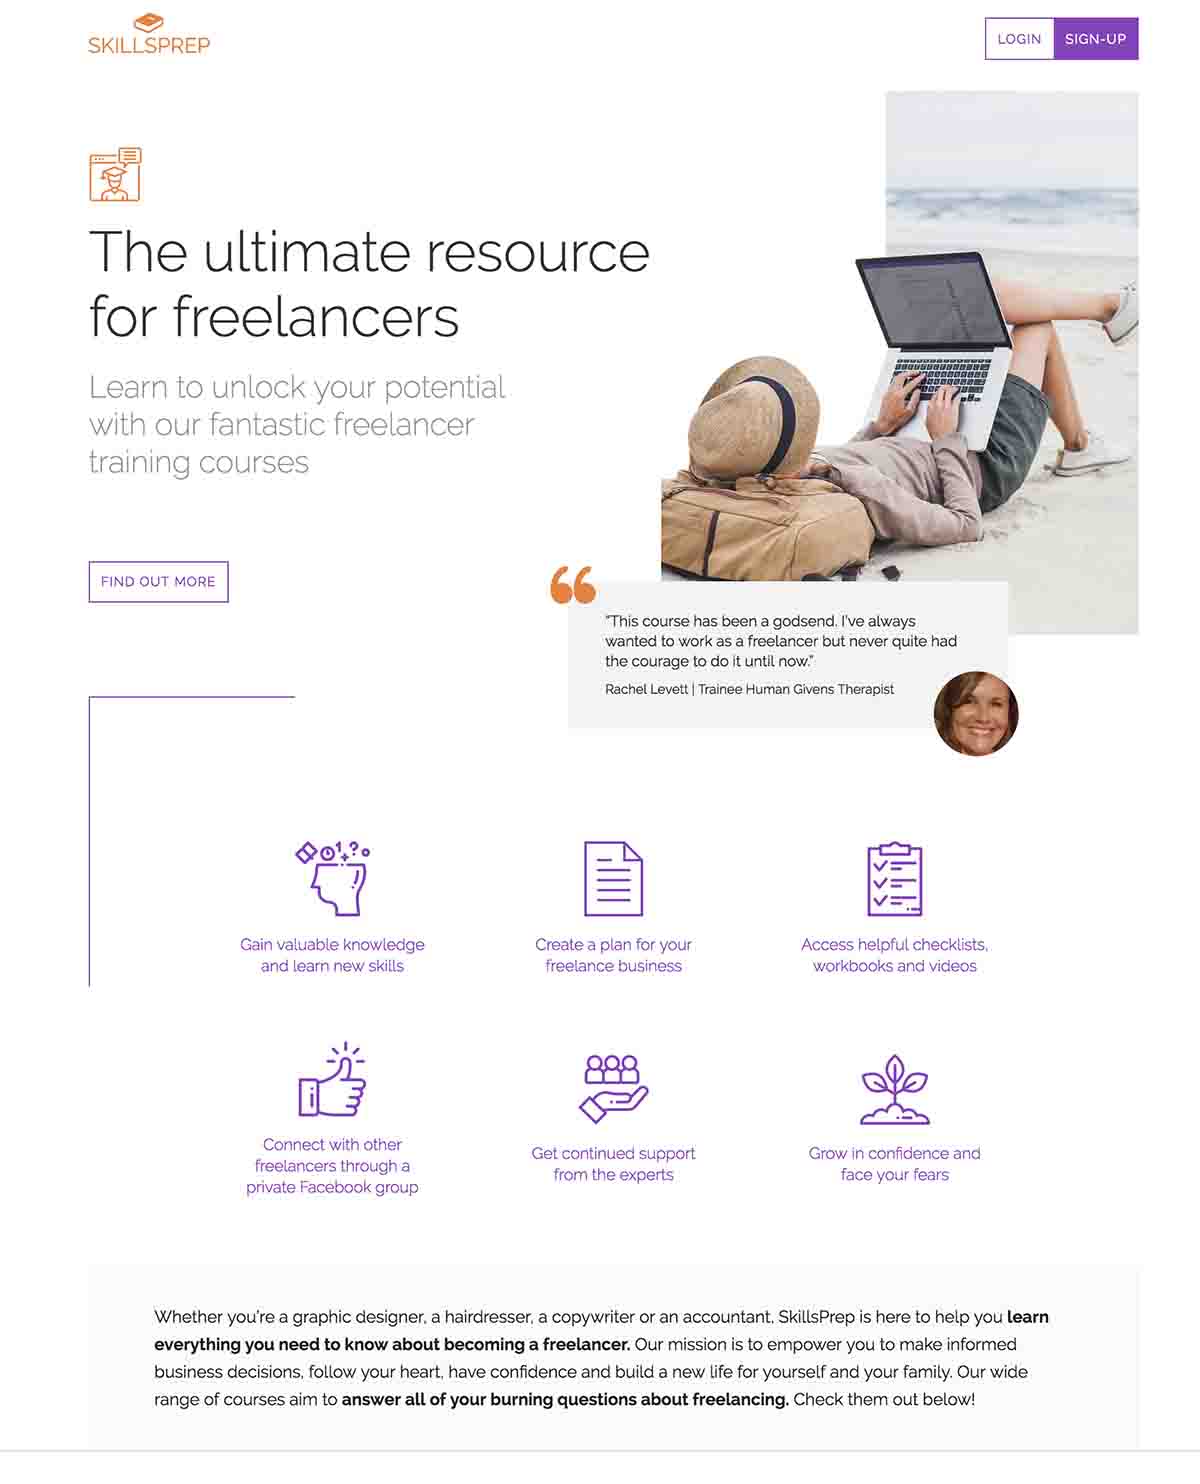 SKILLSPREP
LOGIN
SIGN-UP
The ultimate resource
for freelancers
Learn to unlock your potential
with our fantastic freelancer
training courses
FIND OUT MORE
“This course has been a godsend. I’ve always
wanted to work as a freelancer but never quite had
the courage to do it until now.”
Rachel Levett | Trainee Human Givens Therapist
Gain valuable knowledge
and learn new skills
Create a plan for your
freelance business
Access helpful checklists,
workbooks and videos
Connect with other
freelancers through a
private Facebook group
Get continued support
from the experts
Grow in confidence and
face your fears
Whether you’re a graphic designer, a hairdresser, a copywriter or an accountant, SkillsPrep is here to help you learn
everything you need to know about becoming a freelancer. Our mission is to empower you to make informed
business decisions, follow your heart, have confidence and build a new life for yourself and your family. Our wide
range of courses aim to answer all of your burning questions about freelancing. Check them out below!